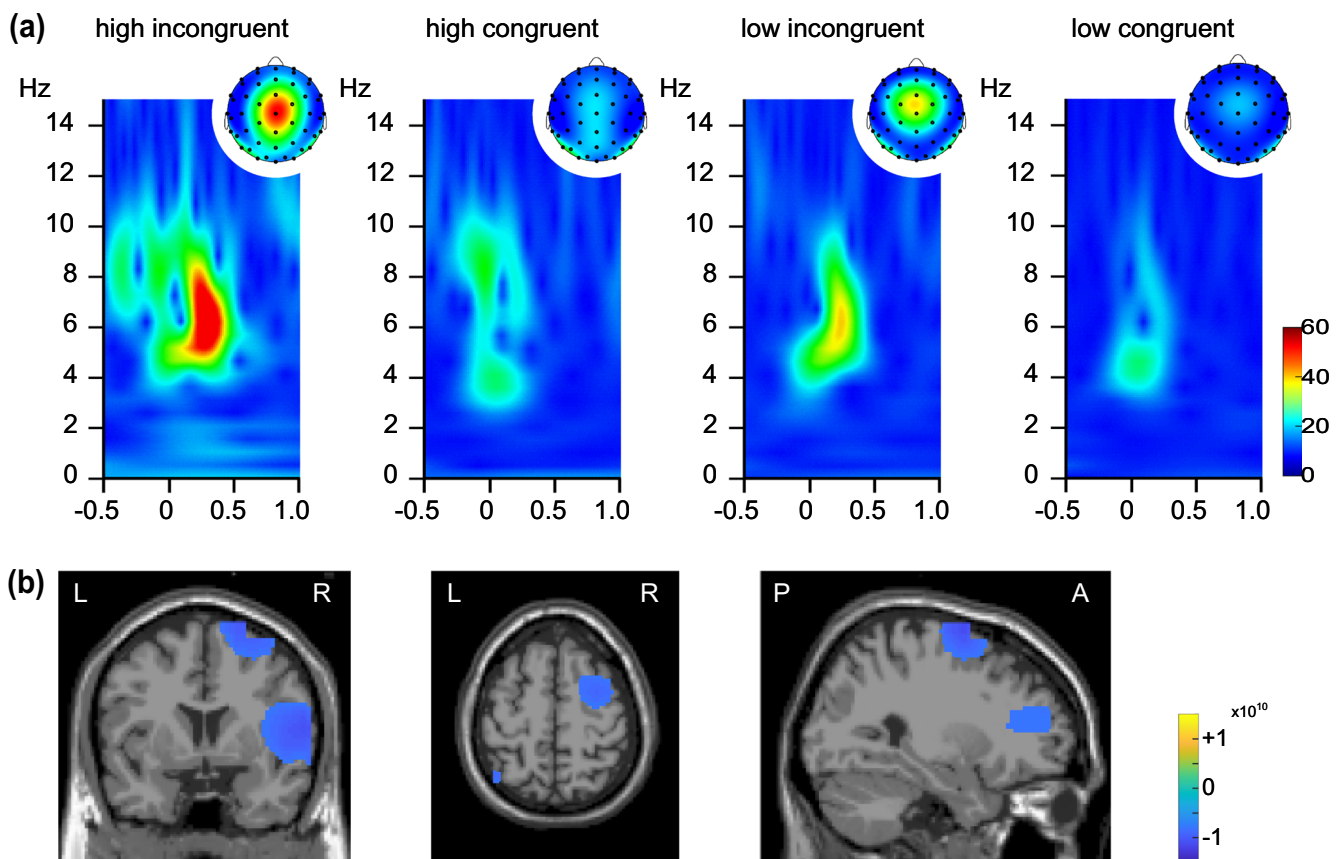 (a) high incongruent high congruent low incongruent low congruent
Hz Hz Hz Hz
14 14 14 14
12 12 12 12
10 10 10 10
8 8 8 8
6 6 6 6 60
4 4 4 4 40
2 2 2 2 20
0 0 0 0 0
-0.5 0 0.5 1.0 -0.5 0 0.5 1.0 -0.5 0 0.5 1.0 -0.5 0 0.5 1.0
(b) L R L R P A
x10¹⁰
+1
0
-1